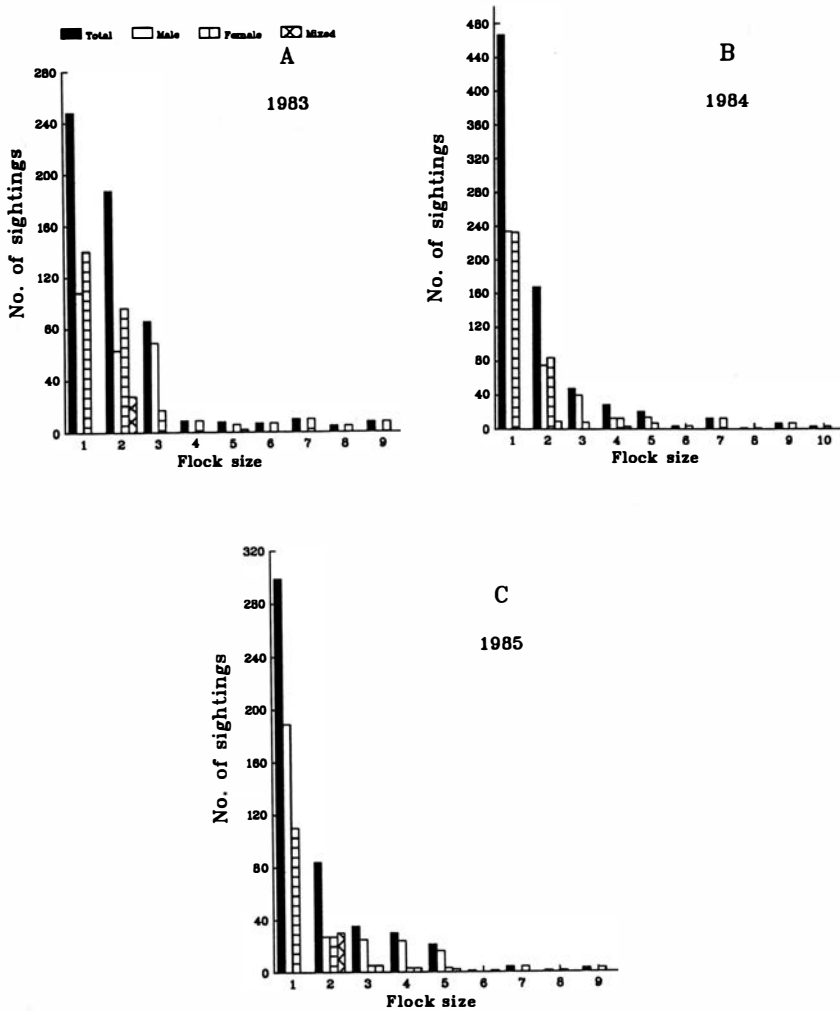 Total Male Female Mixed
A
1983
No. of sightings
280
240
200
160
120
80
40
0
1 2 3 4 5 6 7 8 9
Flock size
B
1984
No. of sightings
480
440
400
360
320
280
240
200
160
120
80
40
0
1 2 3 4 5 6 7 8 9 10
Flock size
C
1985
No. of sightings
320
280
240
200
160
120
80
40
0
1 2 3 4 5 6 7 8 9
Flock size